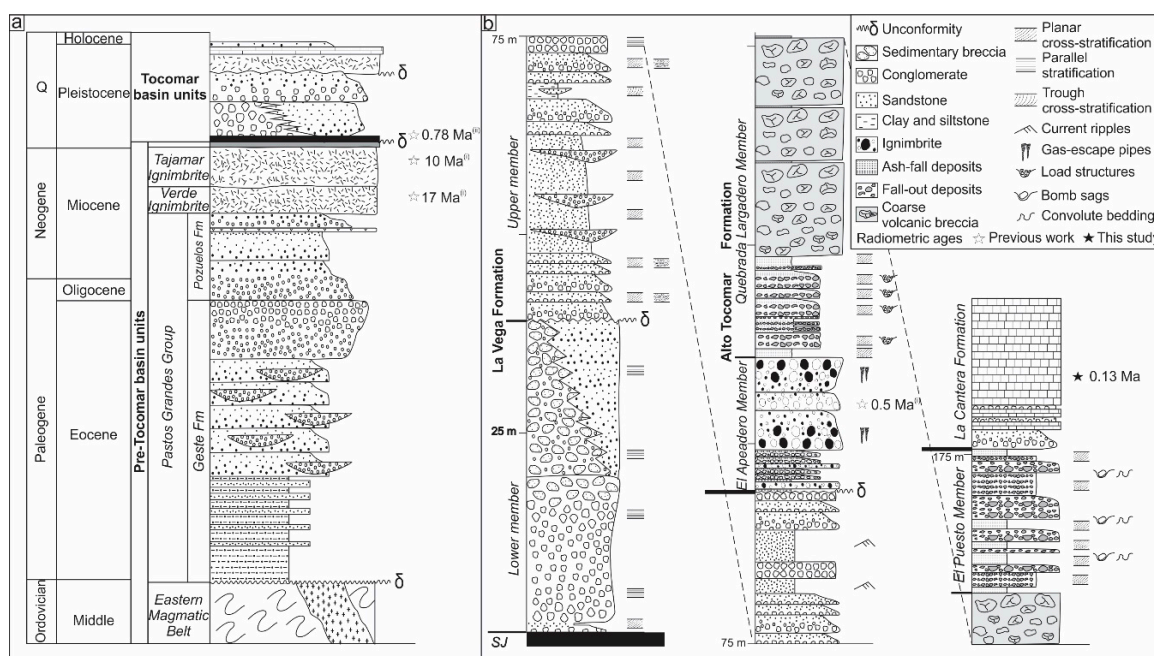 a
Holocene
Q
Pleistocene
Tocomar
basin units
δ
δ
☆ 0.78 Ma
Neogene
Miocene
Tajamar
Ignimbrite
☆ 10 Ma(i)
Verde
Ignimbrite
☆ 17 Ma(i)
Pozuelos Fm
Oligocene
Pre-Tocomar basin units
Pastos Grandes Group
Paleogene
Eocene
Geste Fm
δ
Ordovician
Middle
Eastern
Magmatic
Belt
b
75 m
Upper member
La Vega Formation
δ
25 m
Lower member
SJ
Alto Tocomar Formation
Quebrada Largadero Member
El Apeadero Member
☆ 0.5 Ma
δ
75 m
La Cantera Formation
★ 0.13 Ma
175 m
El Puesto Member
δ Unconformity
Sedimentary breccia
Conglomerate
Sandstone
Clay and siltstone
Ignimbrite
Ash-fall deposits
Fall-out deposits
Coarse
volcanic breccia
Planar
cross-stratification
Parallel
stratification
Trough
cross-stratification
Current ripples
Gas-escape pipes
Load structures
Bomb sags
Convolute bedding
Radiometric ages ☆ Previous work ★ This study